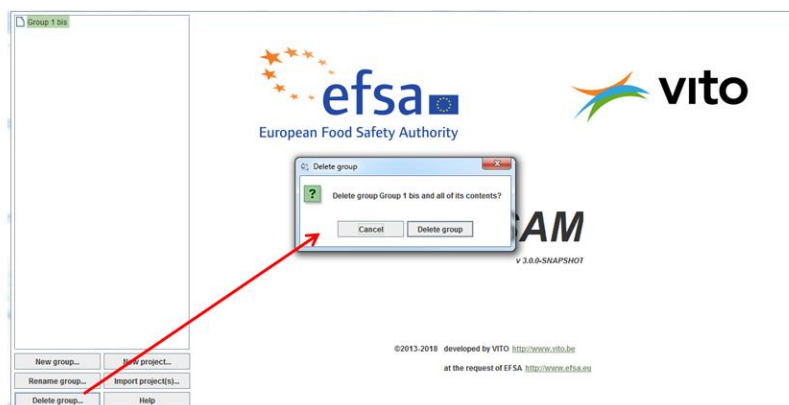 Group 1 bis
efsa
European Food Safety Authority
vito
Delete group
Delete group Group 1 bis and all of its contents?
Cancel
Delete group
AM
v 3.0.0-SNAPSHOT
©2013-2018 developed by VITO http://www.vito.be
at the request of EFSA http://www.efsa.eu
New group...
New project...
Rename group...
Import project(s)...
Delete group...
Help